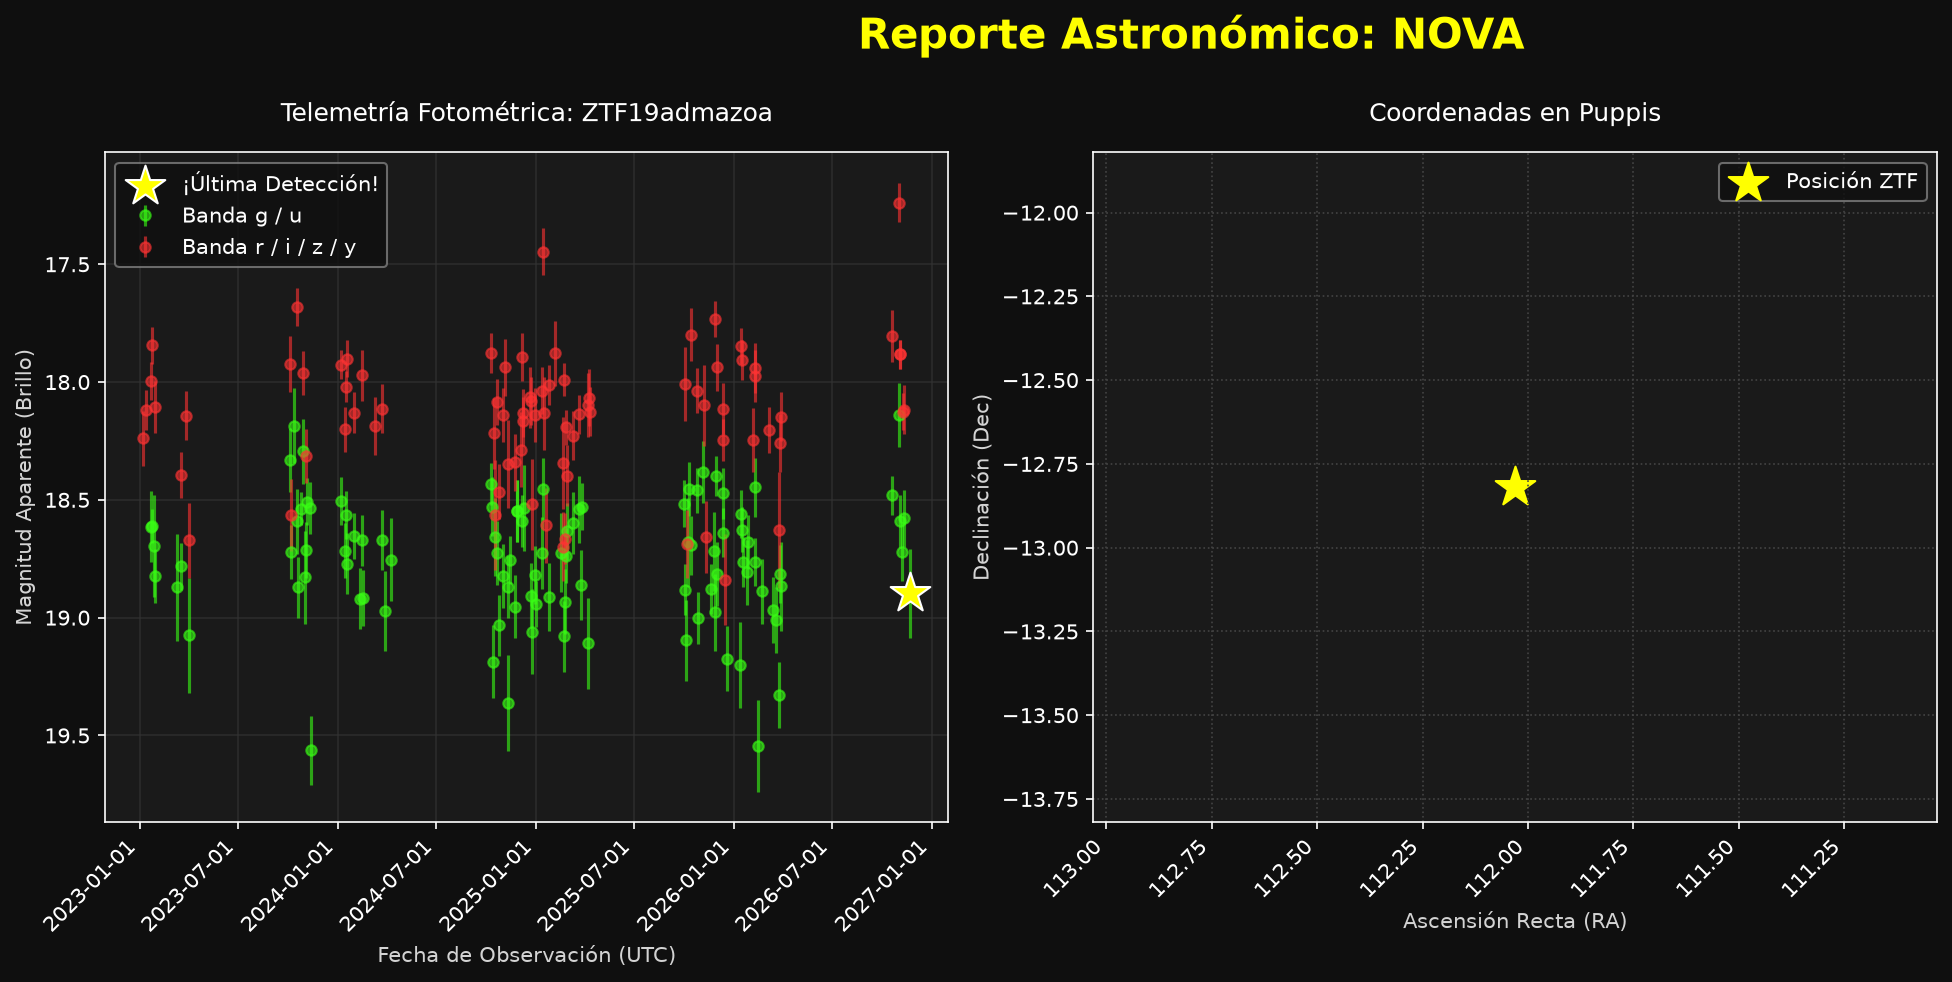 Reporte Astronómico: NOVA
Telemetría Fotométrica: ZTF19admazoa
¡Última Detección!
Banda g / u
Banda r / i / z / y
Magnitud Aparente (Brillo)
17.5
18.0
18.5
19.0
19.5
2023-01-01
2023-07-01
2024-01-01
2024-07-01
2025-01-01
2025-07-01
2026-01-01
2026-07-01
2027-01-01
Fecha de Observación (UTC)
Coordenadas en Puppis
Posición ZTF
Declinación (Dec)
−12.00
−12.25
−12.50
−12.75
−13.00
−13.25
−13.50
−13.75
113.00
112.75
112.50
112.25
112.00
111.75
111.50
111.25
Ascensión Recta (RA)